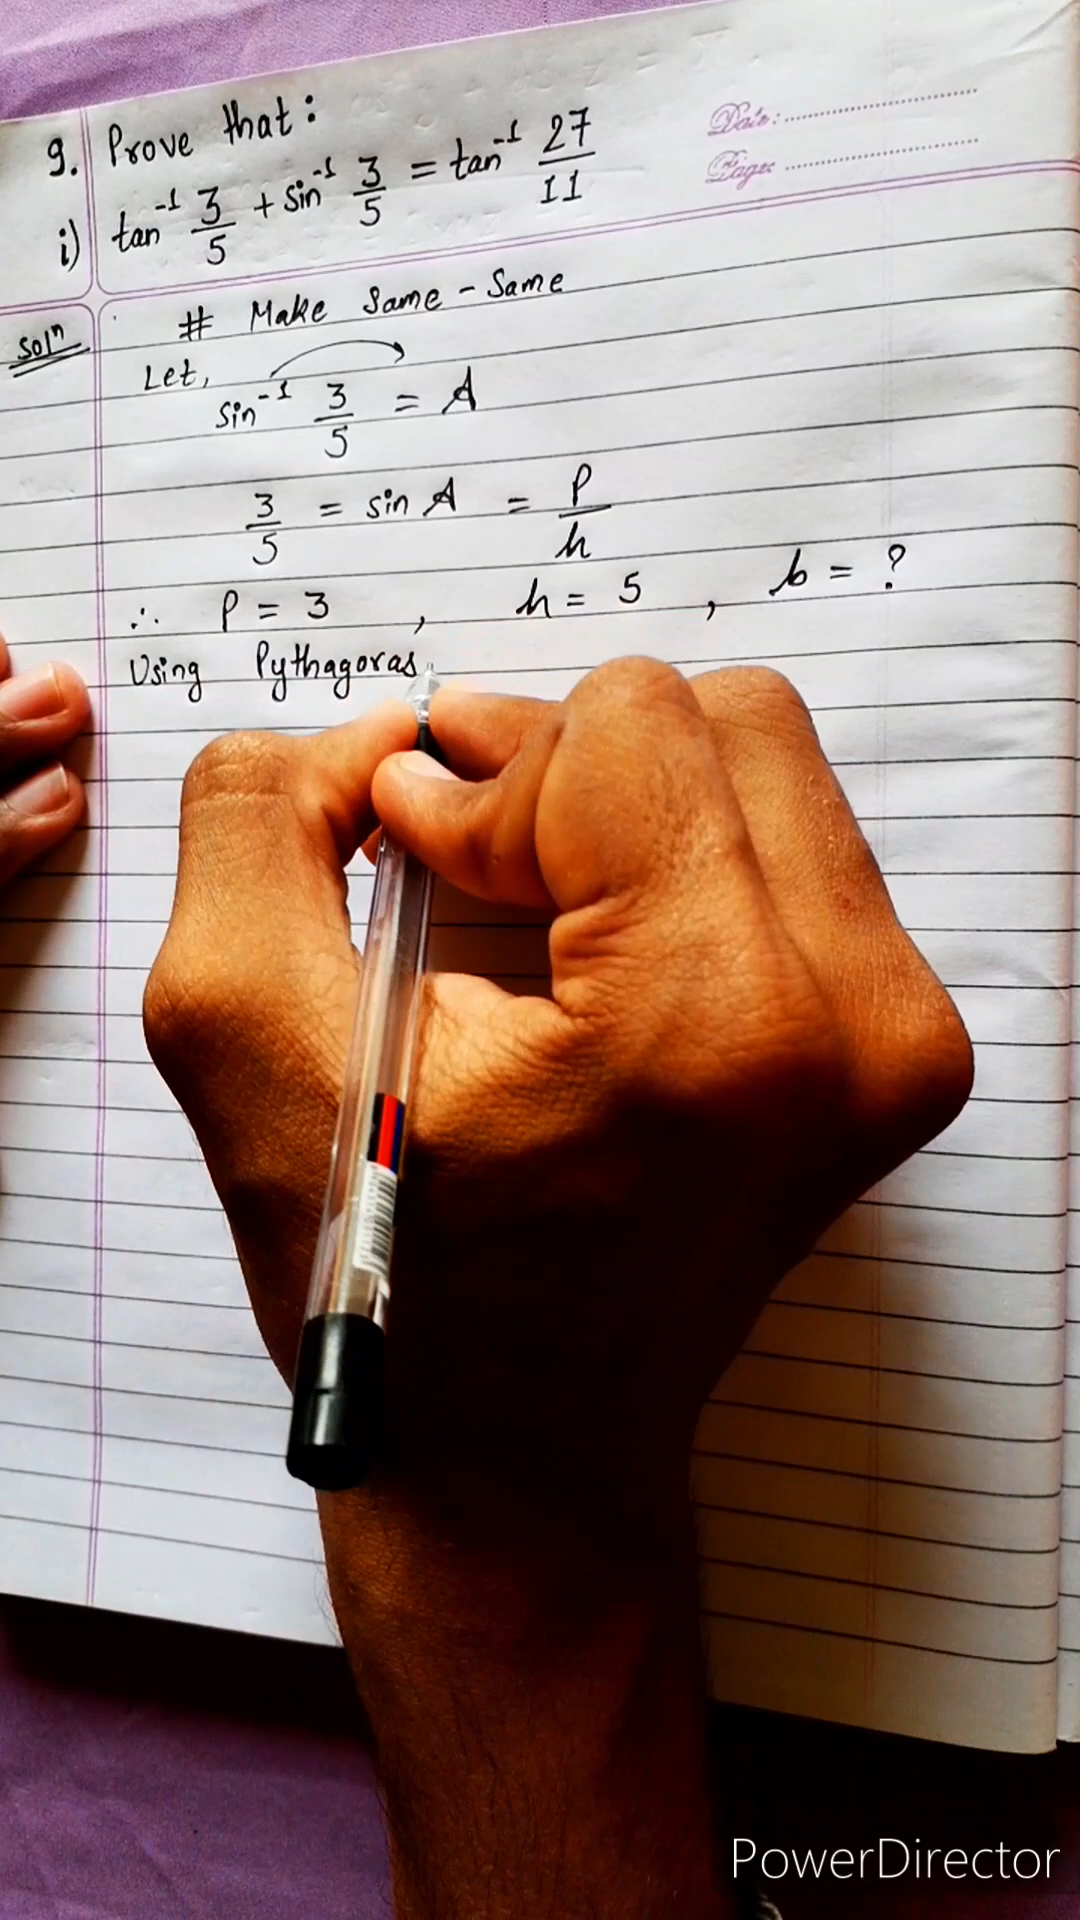 9. Prove that:
i) tan⁻¹ 3/5 + sin⁻¹ 3/5 = tan⁻¹ 27/11
Date:
Page:
Solⁿ # Make Same - Same
Let,
sin⁻¹ 3/5 = A
3/5 = sin A = P/h
∴ P = 3 , h = 5 , b = ?
Using Pythagoras
PowerDirector